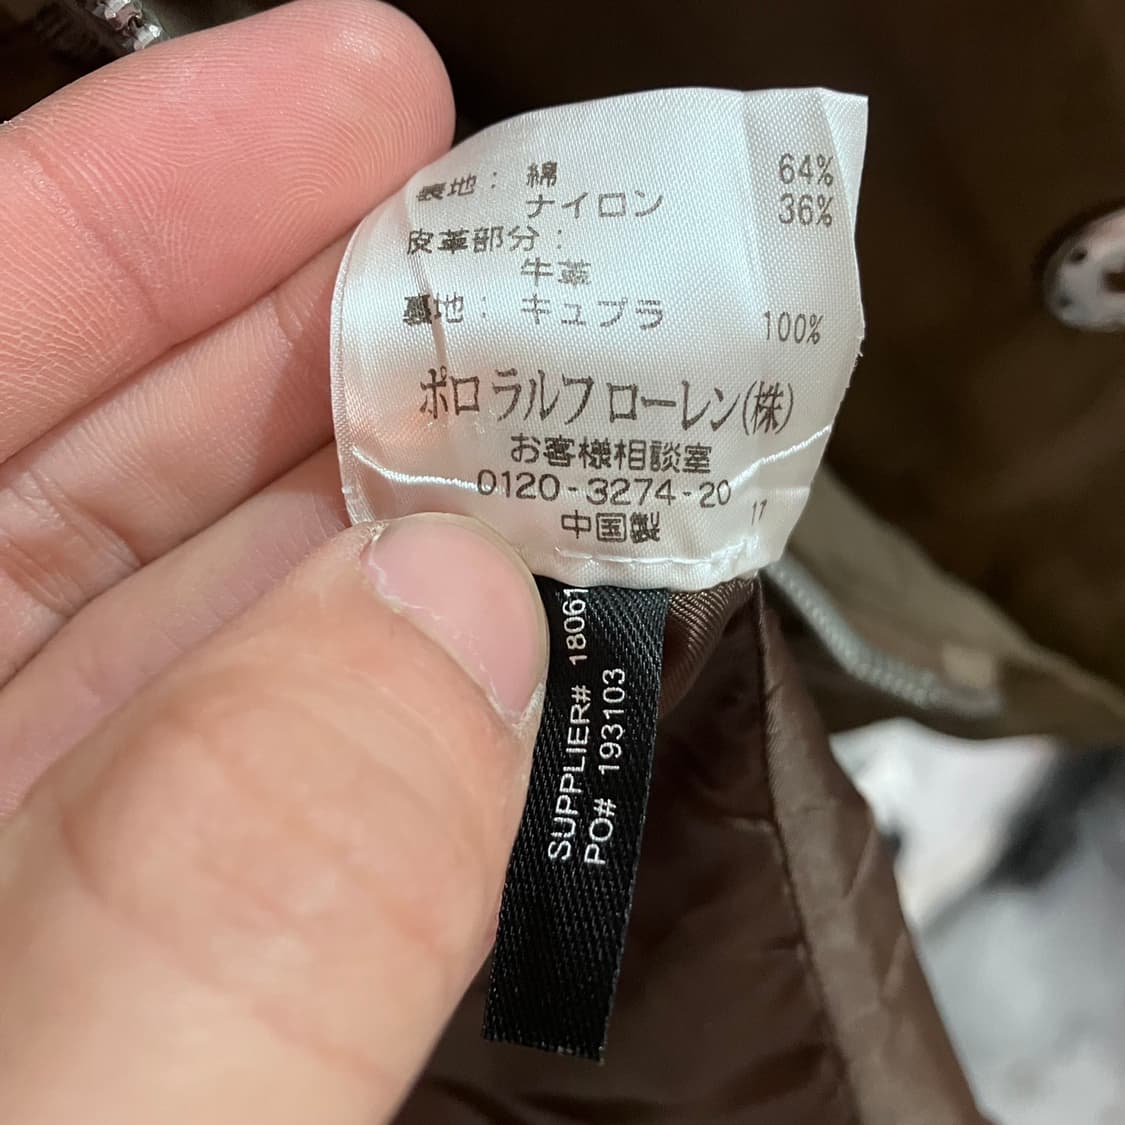 表地： 綿 64%
ナイロン 36%
皮革部分：
牛革
裏地： キュプラ 100%
ポロ ラルフ ローレン(株)
お客様相談室
0120-3274-20
中国製 17
SUPPLIER# 18061
PO# 193103